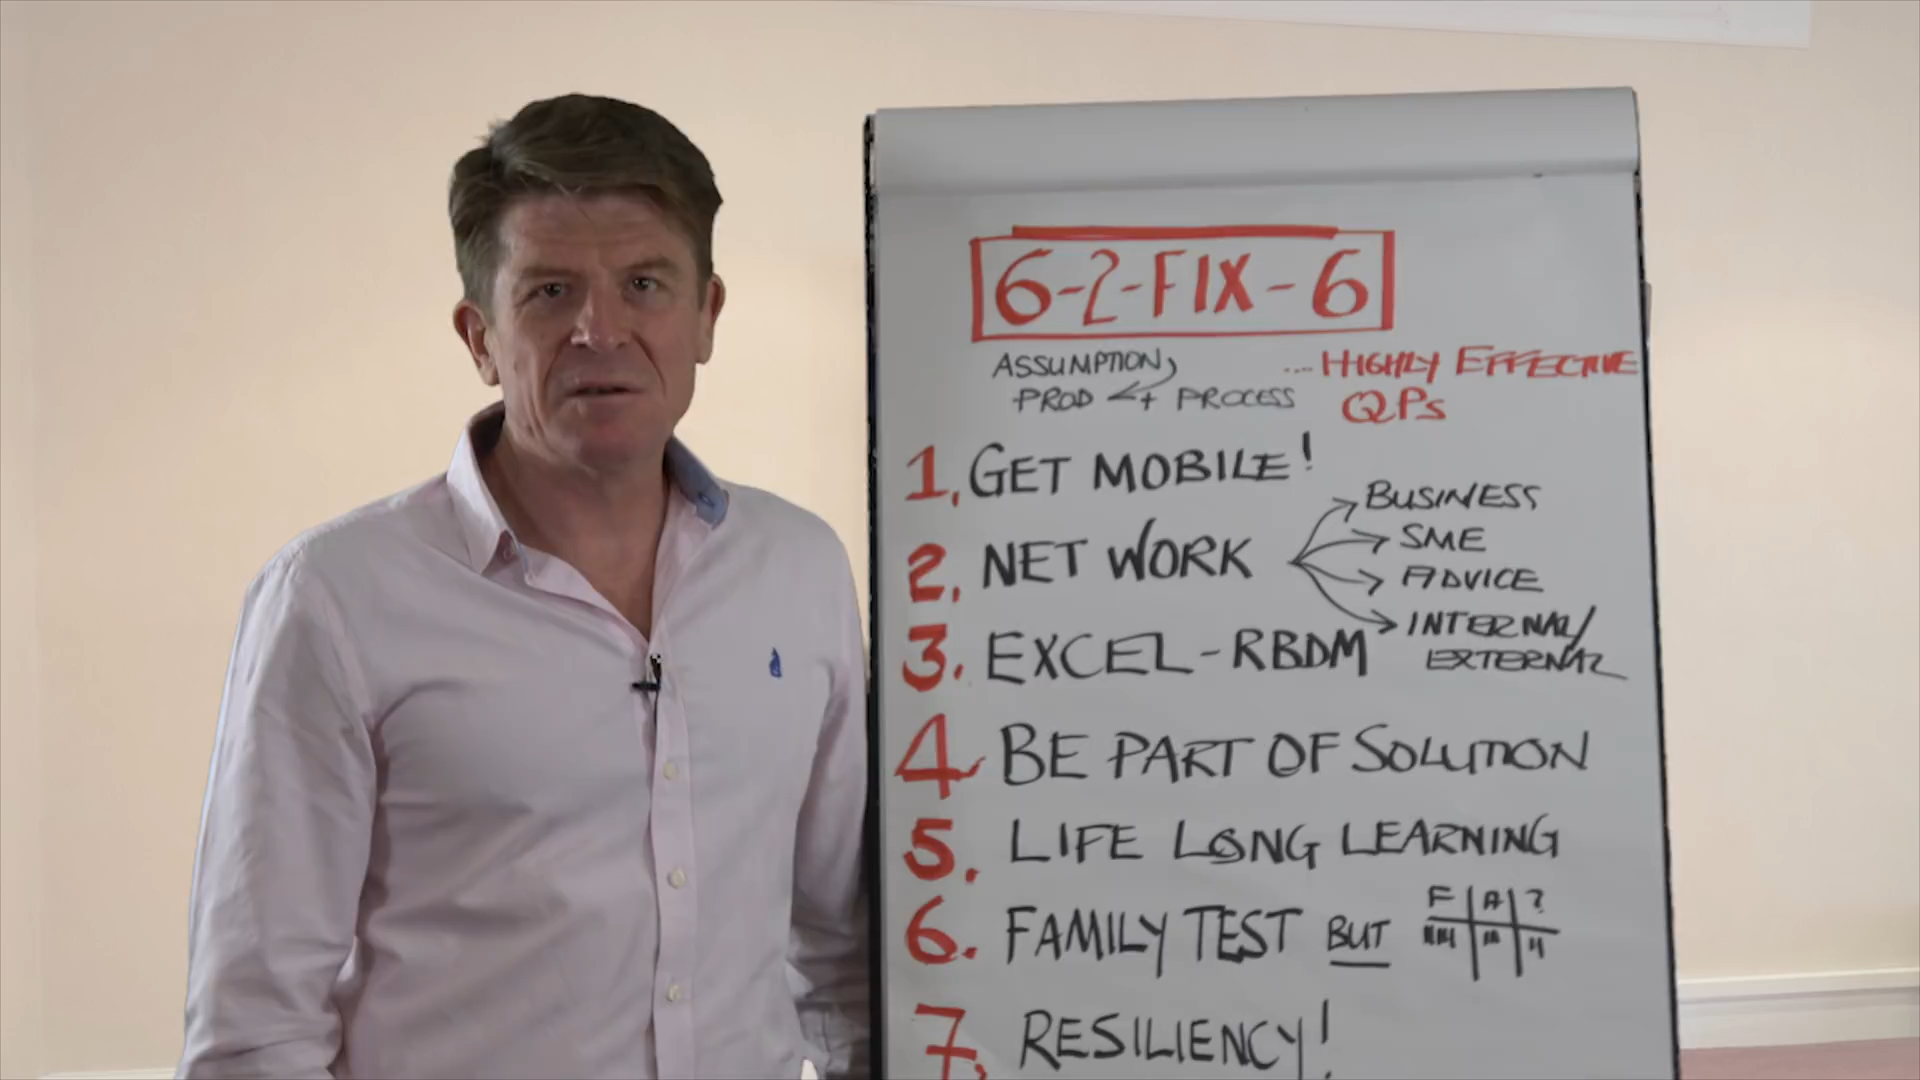 6-2-FIX-6
ASSUMPTION
PROD + PROCESS
... HIGHLY EFFECTIVE
QPs
1. GET MOBILE!
2. NET WORK
BUSINESS
SME
ADVICE
INTERNAL/
EXTERNAL
3. EXCEL-RBDM
4 BE PART OF SOLUTION
5. LIFE LONG LEARNING
6. FAMILY TEST BUT
F A ?
7. RESILIENCY!